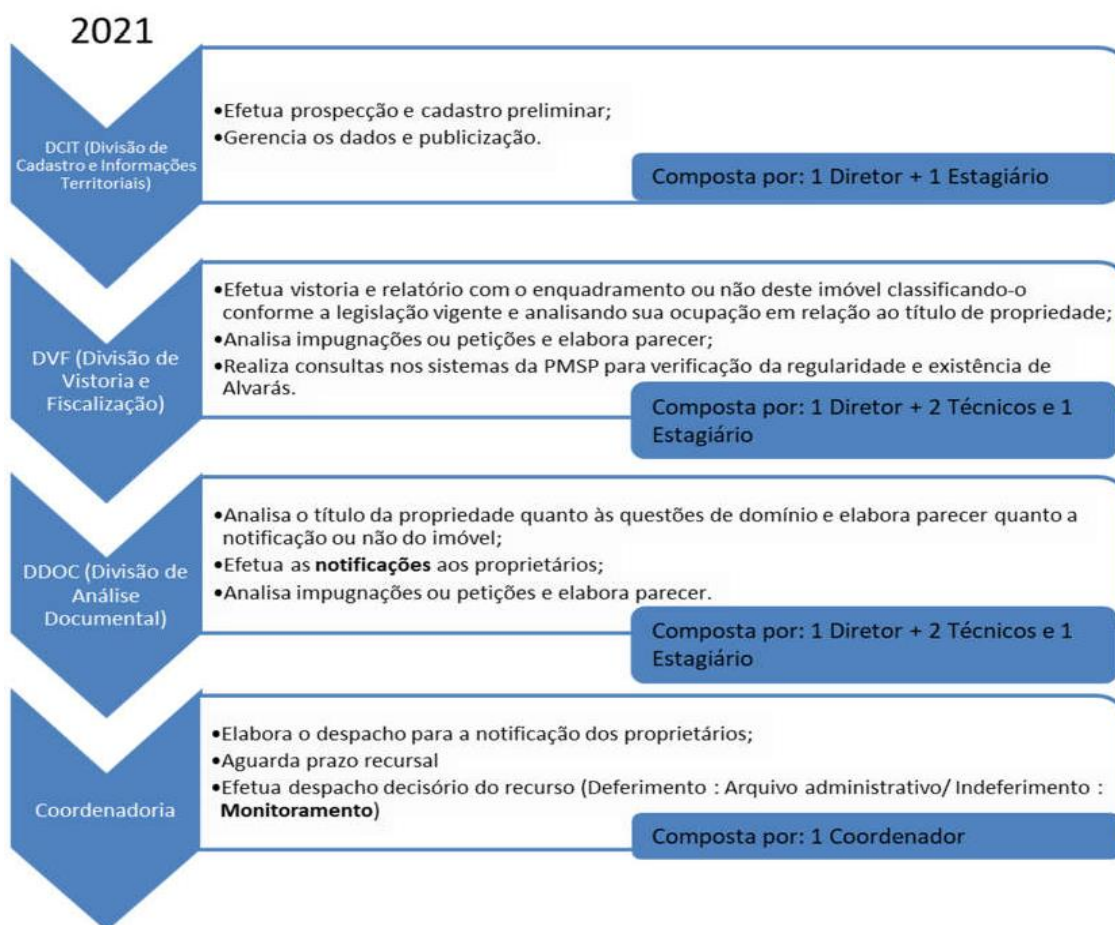 2021
DCIT (Divisão de
Cadastro e Informações
Territoriais)
•Efetua prospecção e cadastro preliminar;
•Gerencia os dados e publicização.
Composta por: 1 Diretor + 1 Estagiário
DVF (Divisão de
Vistoria e
Fiscalização)
•Efetua vistoria e relatório com o enquadramento ou não deste imóvel classificando-o
conforme a legislação vigente e analisando sua ocupação em relação ao título de propriedade;
•Analisa impugnações ou petições e elabora parecer;
•Realiza consultas nos sistemas da PMSP para verificação da regularidade e existência de
Alvarás.
Composta por: 1 Diretor + 2 Técnicos e 1
Estagiário
DDOC (Divisão de
Análise
Documental)
•Analisa o título da propriedade quanto às questões de domínio e elabora parecer quanto a
notificação ou não do imóvel;
•Efetua as notificações aos proprietários;
•Analisa impugnações ou petições e elabora parecer.
Composta por: 1 Diretor + 2 Técnicos e 1
Estagiário
Coordenadoria
•Elabora o despacho para a notificação dos proprietários;
•Aguarda prazo recursal
•Efetua despacho decisório do recurso (Deferimento : Arquivo administrativo/ Indeferimento :
Monitoramento)
Composta por: 1 Coordenador